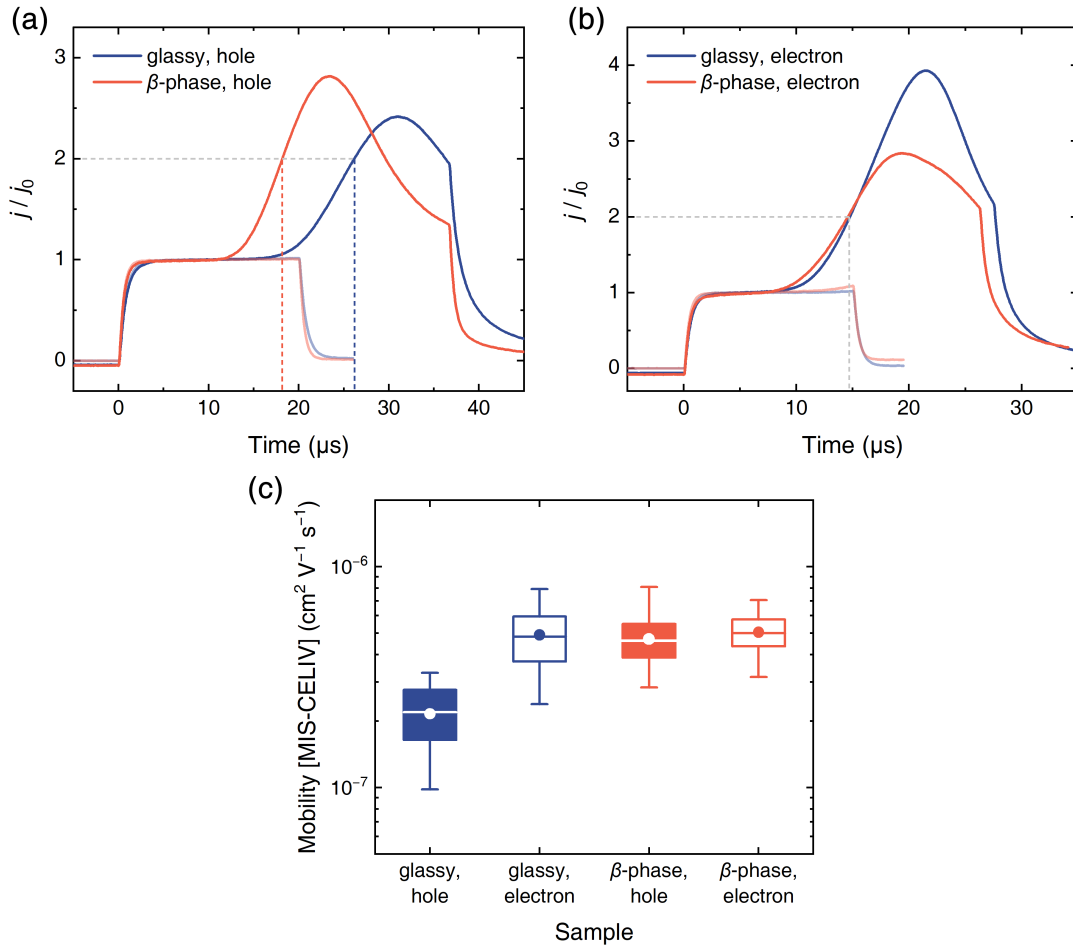 (a)
glassy, hole
β-phase, hole
3
2
1
0
j / j₀
0 10 20 30 40
Time (μs)
(b)
glassy, electron
β-phase, electron
4
3
2
1
0
j / j₀
0 10 20 30
Time (μs)
(c)
Mobility [MIS-CELIV] (cm² V⁻¹ s⁻¹)
10⁻⁶
10⁻⁷
glassy, glassy, β-phase, β-phase,
hole electron hole electron
Sample